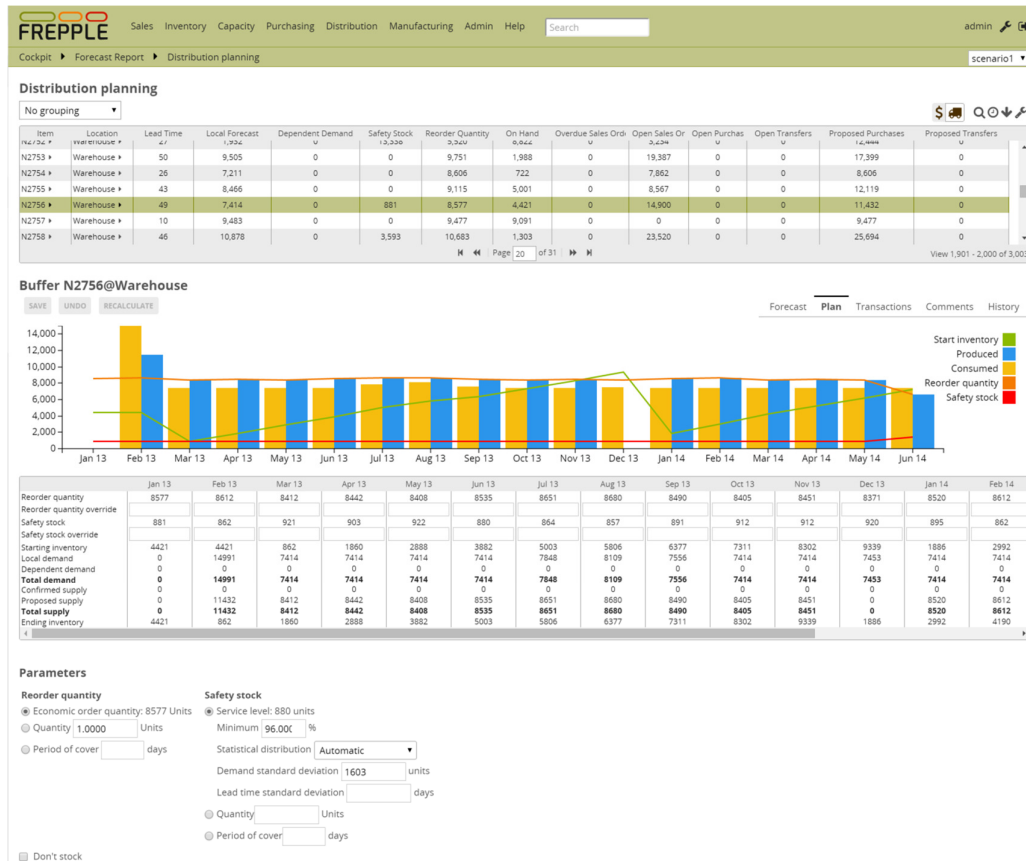 FREPPLE Sales Inventory Capacity Purchasing Distribution Manufacturing Admin Help Search admin
Cockpit Forecast Report Distribution planning scenario1
Distribution planning
No grouping
$
Item Location Lead Time Local Forecast Dependent Demand Safety Stock Reorder Quantity On Hand Overdue Sales Ord Open Sales Or Open Purchas Open Transfers Proposed Purchases Proposed Transfers
N2752 Warehouse 27 1,952 0 13,338 5,520 8,822 0 3,234 0 0 12,444 0
N2753 Warehouse 50 9,505 0 0 9,751 1,988 0 19,387 0 0 17,399 0
N2754 Warehouse 26 7,211 0 0 8,606 722 0 7,862 0 0 8,606 0
N2755 Warehouse 43 8,466 0 0 9,115 5,001 0 8,567 0 0 12,119 0
N2756 Warehouse 49 7,414 0 881 8,577 4,421 0 14,900 0 0 11,432 0
N2757 Warehouse 10 9,483 0 0 9,477 9,091 0 0 0 0 9,477 0
N2758 Warehouse 46 10,878 0 3,593 10,683 1,303 0 23,520 0 0 25,694 0
Page 20 of 31 View 1,901 - 2,000 of 3,003
Buffer N2756@Warehouse
SAVE UNDO RECALCULATE Forecast Plan Transactions Comments History
14,000
12,000
10,000
8,000
6,000
4,000
2,000
0
Start inventory
Produced
Consumed
Reorder quantity
Safety stock
Jan 13 Feb 13 Mar 13 Apr 13 May 13 Jun 13 Jul 13 Aug 13 Sep 13 Oct 13 Nov 13 Dec 13 Jan 14 Feb 14 Mar 14 Apr 14 May 14 Jun 14
Jan 13 Feb 13 Mar 13 Apr 13 May 13 Jun 13 Jul 13 Aug 13 Sep 13 Oct 13 Nov 13 Dec 13 Jan 14 Feb 14
Reorder quantity 8577 8612 8412 8442 8408 8535 8651 8680 8490 8405 8451 8371 8520 8612
Reorder quantity override
Safety stock 881 862 921 903 922 880 864 857 891 912 912 920 895 862
Safety stock override
Starting inventory 4421 4421 862 1860 2888 3882 5003 5806 6377 7311 8302 9339 1886 2992
Local demand 0 14991 7414 7414 7414 7414 7848 8109 7556 7414 7414 7453 7414 7414
Dependent demand 0 0 0 0 0 0 0 0 0 0 0 0 0 0
Total demand 0 14991 7414 7414 7414 7414 7848 8109 7556 7414 7414 7453 7414 7414
Confirmed supply 0 0 0 0 0 0 0 0 0 0 0 0 0 0
Proposed supply 0 11432 8412 8442 8408 8535 8651 8680 8490 8405 8451 0 8520 8612
Total supply 0 11432 8412 8442 8408 8535 8651 8680 8490 8405 8451 0 8520 8612
Ending inventory 4421 862 1860 2888 3882 5003 5806 6377 7311 8302 9339 1886 2992 4190
Parameters
Reorder quantity Safety stock
Economic order quantity: 8577 Units Service level: 880 units
Quantity 1.0000 Units Minimum 96.00 %
Period of cover days Statistical distribution Automatic
Demand standard deviation 1603 units
Lead time standard deviation days
Quantity Units
Period of cover days
Don't stock